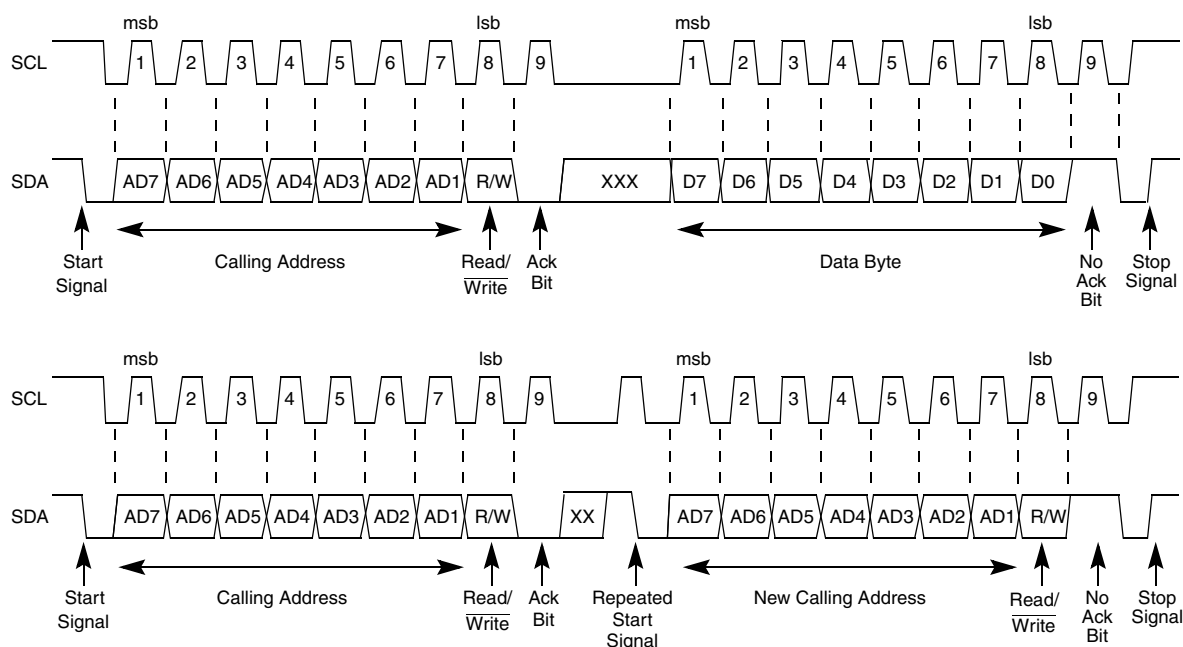 msb lsb msb lsb
SCL 1 2 3 4 5 6 7 8 9 1 2 3 4 5 6 7 8 9
SDA AD7 AD6 AD5 AD4 AD3 AD2 AD1 R/W XXX D7 D6 D5 D4 D3 D2 D1 D0
Start
Signal
Calling Address
Read/
Write
Ack
Bit
Data Byte
No
Ack
Bit
Stop
Signal
msb lsb msb lsb
SCL 1 2 3 4 5 6 7 8 9 1 2 3 4 5 6 7 8 9
SDA AD7 AD6 AD5 AD4 AD3 AD2 AD1 R/W XX AD7 AD6 AD5 AD4 AD3 AD2 AD1 R/W
Start
Signal
Calling Address
Read/
Write
Ack
Bit
Repeated
Start
Signal
New Calling Address
Read/
Write
No
Ack
Bit
Stop
Signal